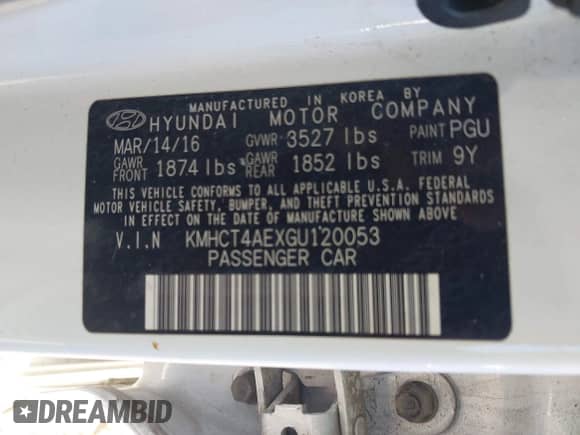 MANUFACTURED IN KOREA BY
HYUNDAI MOTOR COMPANY
MAR/14/16 GVWR 3527 lbs PAINT PGU
GAWR FRONT 1874 lbs GAWR REAR 1852 lbs TRIM 9Y
THIS VEHICLE CONFORMS TO ALL APPLICABLE U.S.A. FEDERAL
MOTOR VEHICLE SAFETY, BUMPER, AND THEFT PREVENTION STANDARDS
IN EFFECT ON THE DATE OF MANUFACTURE SHOWN ABOVE
V.I.N KMHCT4AEXGU120053
PASSENGER CAR
DREAMBID